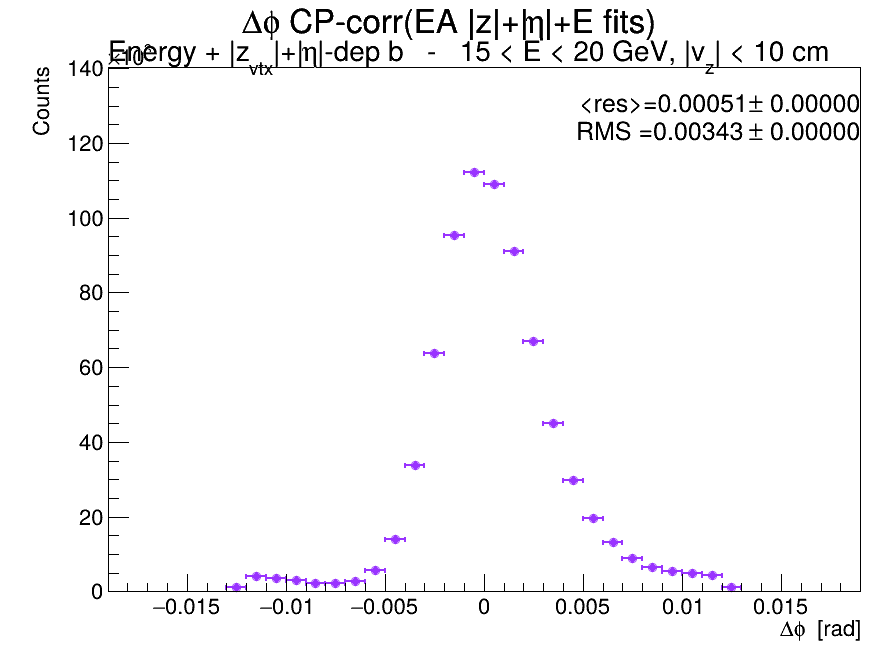 Δϕ CP-corr(EA |z|+|η|+E fits)
Energy + |z_vtx|+|η|-dep b - 15 < E < 20 GeV, |v_z| < 10 cm
×10³
140
Counts
<res>=0.00051± 0.00000
RMS =0.00343± 0.00000
120
100
80
60
40
20
0
−0.015 −0.01 −0.005 0 0.005 0.01 0.015
Δϕ [rad]